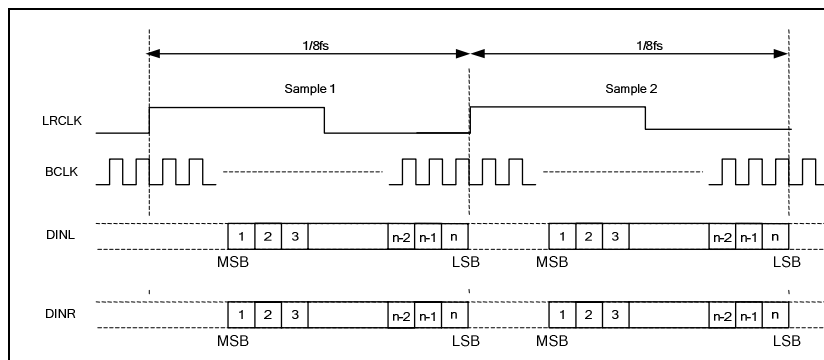 1/8fs 1/8fs
Sample 1 Sample 2
LRCLK
BCLK
DINL 1 2 3 n-2 n-1 n 1 2 3 n-2 n-1 n
MSB LSB MSB LSB
DINR 1 2 3 n-2 n-1 n 1 2 3 n-2 n-1 n
MSB LSB MSB LSB